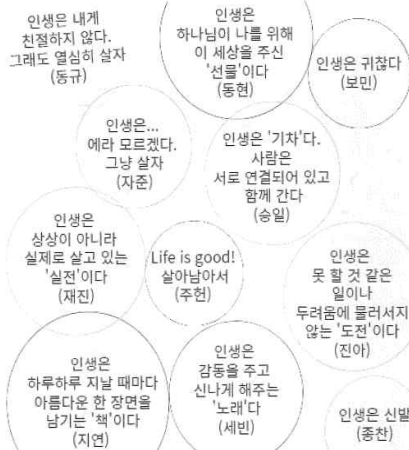 인생은 내게
친절하지 않다.
그래도 열심히 살자
(동규)
인생은
하나님이 나를 위해
이 세상을 주신
'선물'이다
(동현)
인생은 귀찮다
(보민)
인생은...
에라 모르겠다.
그냥 살자
(자준)
인생은 '기차'다.
사람은
서로 연결되어 있고
함께 간다
(승일)
인생은
상상이 아니라
실제로 살고 있는
'실전'이다
(재진)
Life is good!
살아남아서
(주헌)
인생은
못 할 것 같은
일이나
두려움에 물러서지
않는 '도전'이다
(진아)
인생은
하루하루 지날 때마다
아름다운 한 장면을
남기는 '책'이다
(지연)
인생은
감동을 주고
신나게 해주는
'노래'다
(세빈)
인생은 신발
(종찬)